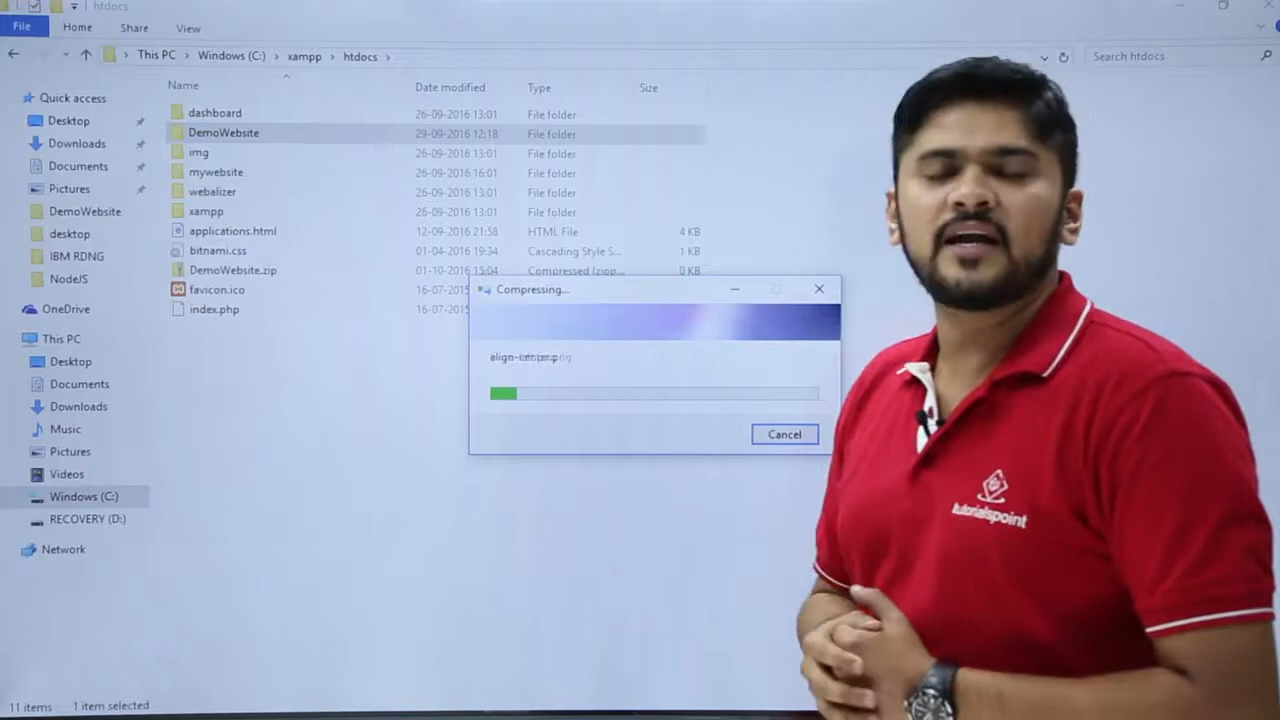 htdocs
File Home Share View
This PC Windows (C:) xampp htdocs Search htdocs
Name Date modified Type Size
dashboard 26-09-2016 13:01 File folder
DemoWebsite 29-09-2016 12:18 File folder
img 26-09-2016 13:01 File folder
mywebsite 26-09-2016 16:01 File folder
webalizer 26-09-2016 13:01 File folder
xampp 26-09-2016 13:01 File folder
applications.html 12-09-2016 21:58 HTML File 4 KB
bitnami.css 01-04-2016 19:34 Cascading Style S... 1 KB
DemoWebsite.zip 01-10-2016 15:04 Compressed (zipp... 0 KB
favicon.ico 16-07-2015
index.php 16-07-2015
Quick access
Desktop
Downloads
Documents
Pictures
DemoWebsite
desktop
IBM RDNG
NodeJS
OneDrive
This PC
Desktop
Documents
Downloads
Music
Pictures
Videos
Windows (C:)
RECOVERY (D:)
Network
Compressing...
Cancel
11 items 1 item selected
tutorialspoint